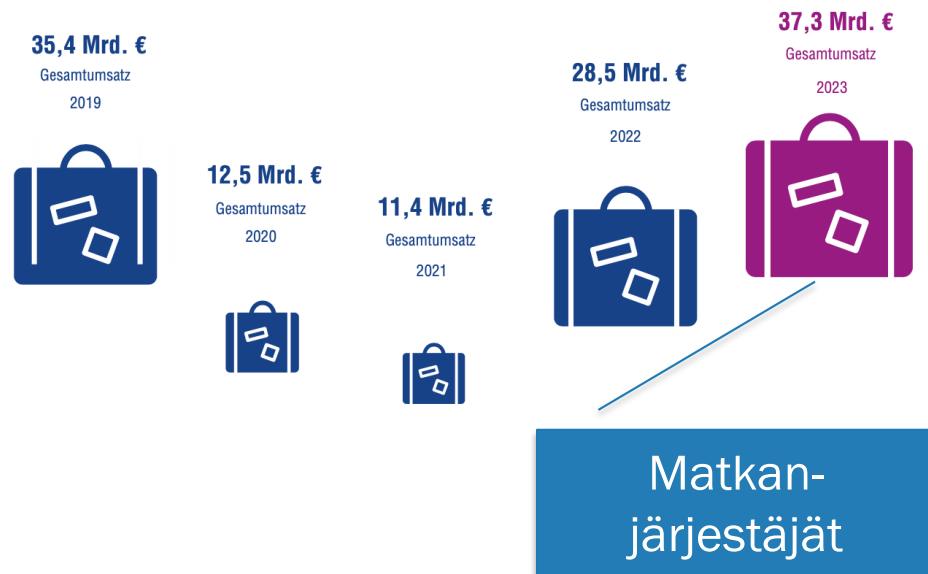 35,4 Mrd. €
Gesamtumsatz
2019
12,5 Mrd. €
Gesamtumsatz
2020
11,4 Mrd. €
Gesamtumsatz
2021
28,5 Mrd. €
Gesamtumsatz
2022
37,3 Mrd. €
Gesamtumsatz
2023
Matkan-
järjestäjät